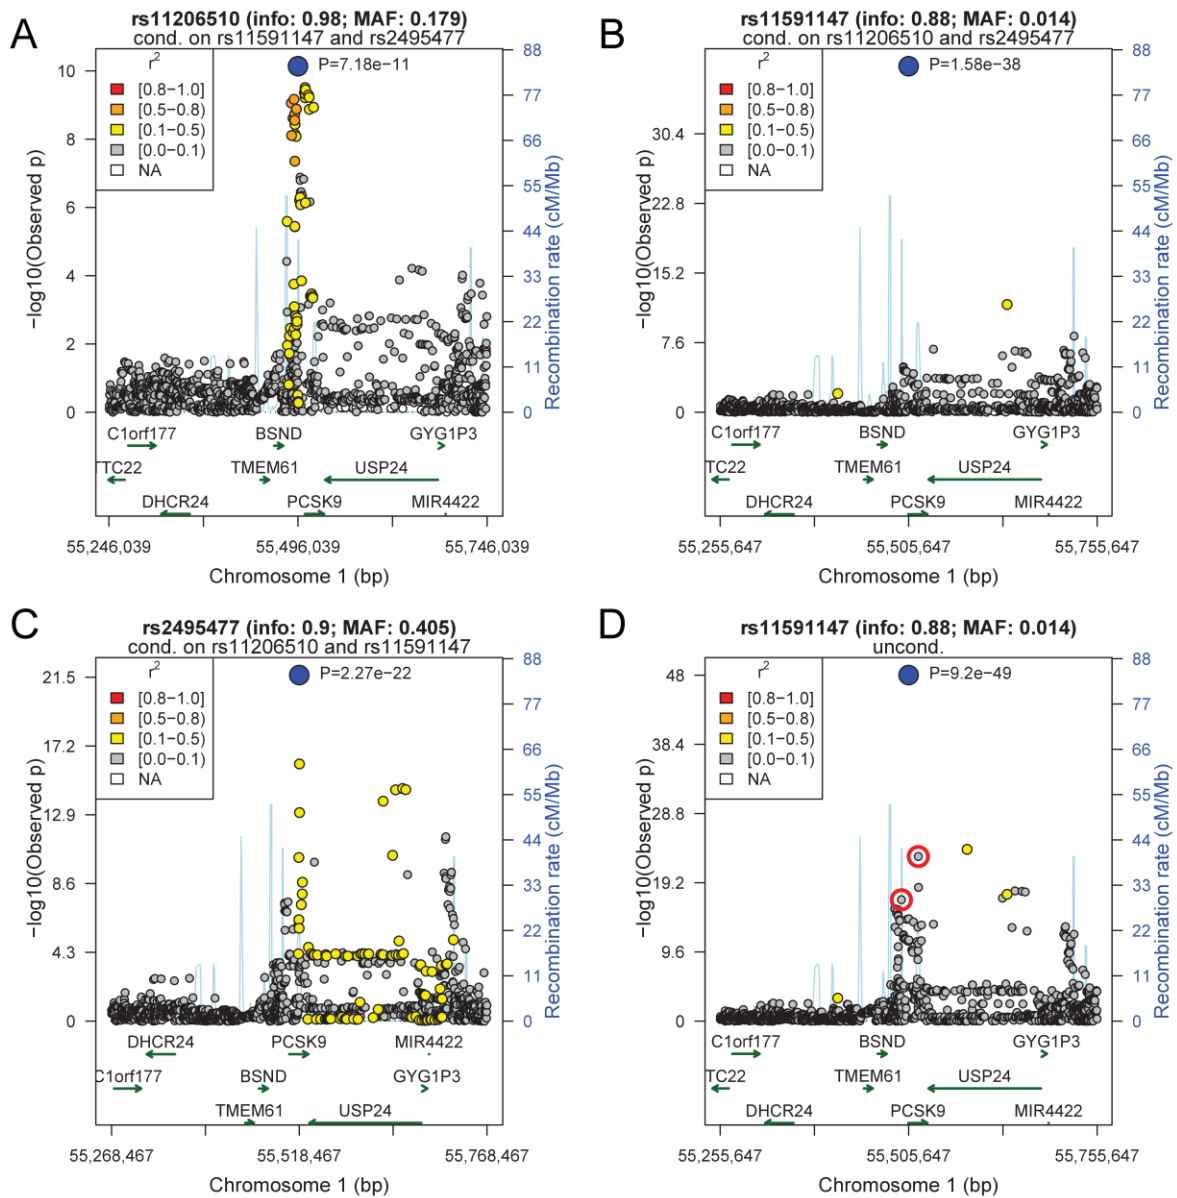 A
rs11206510 (info: 0.98; MAF: 0.179)
cond. on rs11591147 and rs2495477
r2
[0.8−1.0]
[0.5−0.8)
[0.1−0.5)
[0.0−0.1)
NA
P=7.18e−11
−log10(Observed p)
10
8
6
4
2
0
Recombination rate (cM/Mb)
88
77
66
55
44
33
22
11
0
C1orf177
BSND
GYG1P3
TTC22
TMEM61
USP24
DHCR24
PCSK9
MIR4422
55,246,039
55,496,039
55,746,039
Chromosome 1 (bp)
B
rs11591147 (info: 0.88; MAF: 0.014)
cond. on rs11206510 and rs2495477
r2
[0.8−1.0]
[0.5−0.8)
[0.1−0.5)
[0.0−0.1)
NA
P=1.58e−38
−log10(Observed p)
30.4
22.8
15.2
7.6
0
Recombination rate (cM/Mb)
88
77
66
55
44
33
22
11
0
C1orf177
BSND
GYG1P3
TC22
TMEM61
USP24
DHCR24
PCSK9
MIR4422
55,255,647
55,505,647
55,755,647
Chromosome 1 (bp)
C
rs2495477 (info: 0.9; MAF: 0.405)
cond. on rs11206510 and rs11591147
r2
[0.8−1.0]
[0.5−0.8)
[0.1−0.5)
[0.0−0.1)
NA
P=2.27e−22
−log10(Observed p)
21.5
17.2
12.9
8.6
4.3
0
Recombination rate (cM/Mb)
88
77
66
55
44
33
22
11
0
DHCR24
PCSK9
MIR4422
C1orf177
BSND
GYG1P3
TMEM61
USP24
55,268,467
55,518,467
55,768,467
Chromosome 1 (bp)
D
rs11591147 (info: 0.88; MAF: 0.014)
uncond.
r2
[0.8−1.0]
[0.5−0.8)
[0.1−0.5)
[0.0−0.1)
NA
P=9.2e−49
−log10(Observed p)
48
38.4
28.8
19.2
9.6
0
Recombination rate (cM/Mb)
88
77
66
55
44
33
22
11
0
C1orf177
BSND
GYG1P3
TC22
TMEM61
USP24
DHCR24
PCSK9
MIR4422
55,255,647
55,505,647
55,755,647
Chromosome 1 (bp)